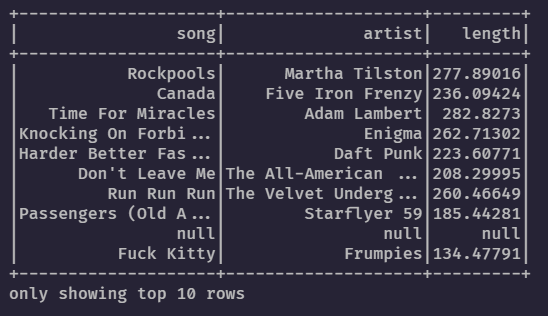 +--------------------+--------------------+---------+
|                song|              artist|   length|
+--------------------+--------------------+---------+
|           Rockpools|      Martha Tilston|277.89016|
|              Canada|    Five Iron Frenzy|236.09424|
|   Time For Miracles|        Adam Lambert| 282.8273|
|Knocking On Forbi...|              Enigma|262.71302|
|Harder Better Fas...|           Daft Punk|223.60771|
|      Don't Leave Me|The All-American ...|208.29995|
|         Run Run Run|The Velvet Underg...|260.46649|
|Passengers (Old A...|        Starflyer 59|185.44281|
|                null|                null|     null|
|          Fuck Kitty|            Frumpies|134.47791|
+--------------------+--------------------+---------+
only showing top 10 rows